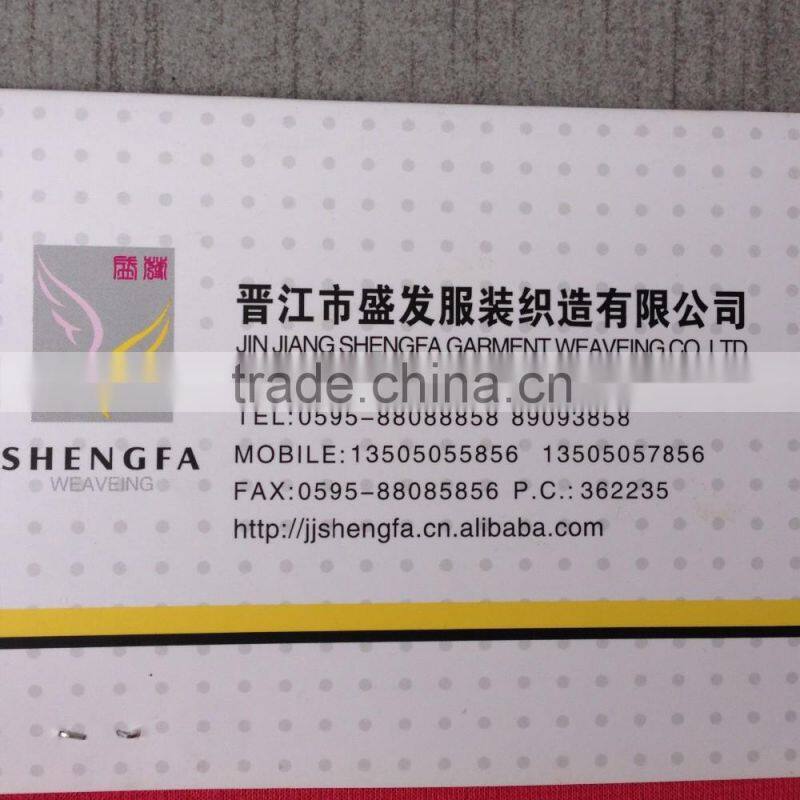 盛發
晋江市盛发服装织造有限公司
JIN JIANG SHENGFA GARMENT WEAVEING CO. LTD
trade.china.cn
TEL:0595-88088858 89093858
MOBILE:13505055856 13505057856
FAX:0595-88085856 P.C.:362235
http://jjshengfa.cn.alibaba.com
SHENGFA
WEAVEING